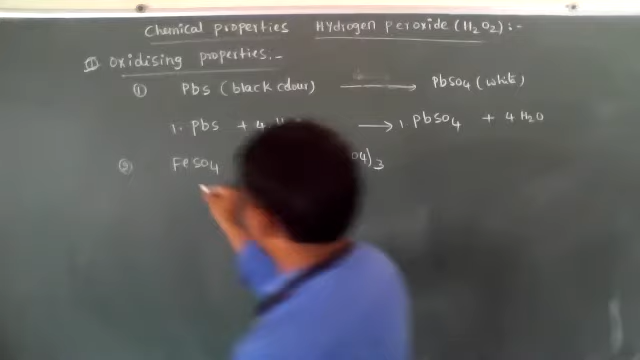 Chemical properties Hydrogen peroxide (H2O2):-
I Oxidising properties:-
① Pbs (black colour) ⟶ PbSO4 (white)
1. Pbs + 4 H ⟶ 1. PbSO4 + 4 H2O
② FeSO4 O4)3